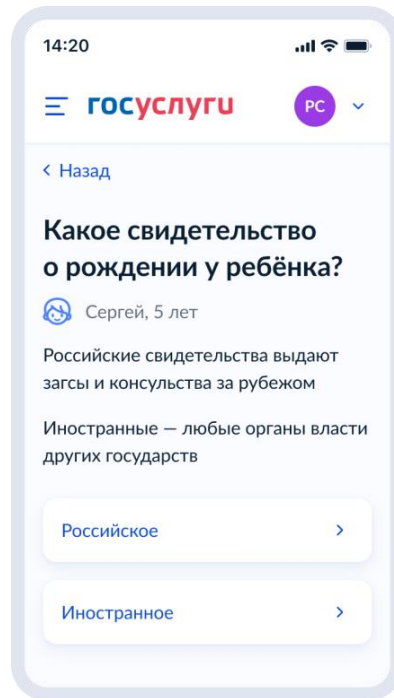 14:20
госуслуги
РС
Назад
Какое свидетельство
о рождении у ребёнка?
Сергей, 5 лет
Российские свидетельства выдают
загсы и консульства за рубежом
Иностранные — любые органы власти
других государств
Российское
Иностранное